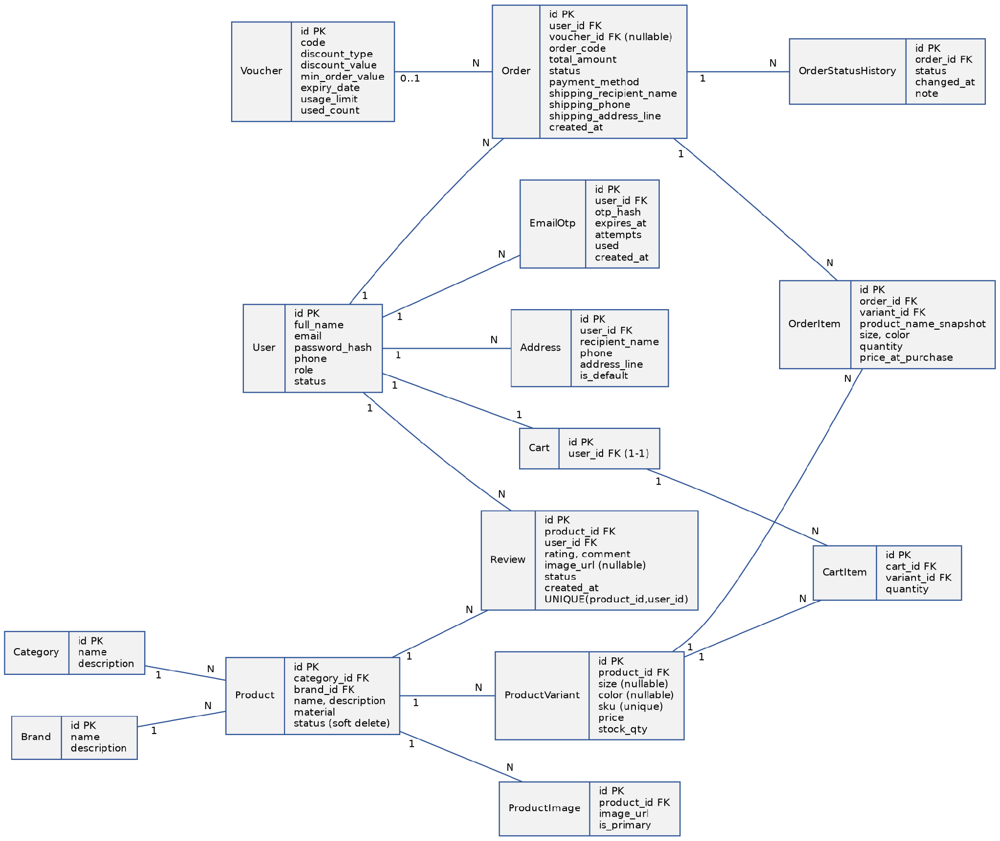 Voucher
id PK
code
discount_type
discount_value
min_order_value
expiry_date
usage_limit
used_count
0..1
N
Order
id PK
user_id FK
voucher_id FK (nullable)
order_code
total_amount
status
payment_method
shipping_recipient_name
shipping_phone
shipping_address_line
created_at
1
N
OrderStatusHistory
id PK
order_id FK
status
changed_at
note
N
1
1
N
EmailOtp
id PK
user_id FK
otp_hash
expires_at
attempts
used
created_at
N
1
User
id PK
full_name
email
password_hash
phone
role
status
N
1
Address
id PK
user_id FK
recipient_name
phone
address_line
is_default
OrderItem
id PK
order_id FK
variant_id FK
product_name_snapshot
size, color
quantity
price_at_purchase
N
1
1
1
Cart
id PK
user_id FK (1-1)
1
N
N
Review
id PK
product_id FK
user_id FK
rating, comment
image_url (nullable)
status
created_at
UNIQUE(product_id,user_id)
CartItem
id PK
cart_id FK
variant_id FK
quantity
N
N
1
1
1
Category
id PK
name
description
1
N
Brand
id PK
name
description
1
N
Product
id PK
category_id FK
brand_id FK
name, description
material
status (soft delete)
1
N
ProductVariant
id PK
product_id FK
size (nullable)
color (nullable)
sku (unique)
price
stock_qty
1
N
ProductImage
id PK
product_id FK
image_url
is_primary